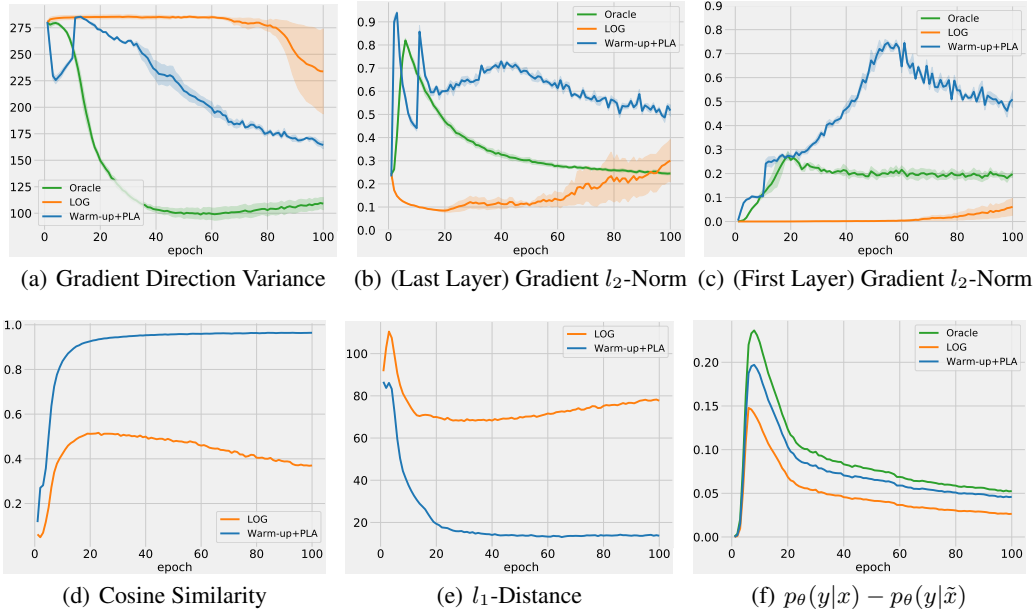 275
250
225
200
175
150
125
100
Oracle
LOG
Warm-up+PLA
0 20 40 60 80 100
epoch
(a) Gradient Direction Variance
0.9
0.8
0.7
0.6
0.5
0.4
0.3
0.2
0.1
0.0
Oracle
LOG
Warm-up+PLA
0 20 40 60 80 100
epoch
(b) (Last Layer) Gradient l₂-Norm
0.9
0.8
0.7
0.6
0.5
0.4
0.3
0.2
0.1
0.0
Oracle
LOG
Warm-up+PLA
0 20 40 60 80 100
epoch
(c) (First Layer) Gradient l₂-Norm
1.0
0.8
0.6
0.4
0.2
LOG
Warm-up+PLA
0 20 40 60 80 100
epoch
(d) Cosine Similarity
100
80
60
40
20
LOG
Warm-up+PLA
0 20 40 60 80 100
epoch
(e) l₁-Distance
0.20
0.15
0.10
0.05
0.00
Oracle
LOG
Warm-up+PLA
0 20 40 60 80 100
epoch
(f) pθ(y|x) − pθ(y|x̃)